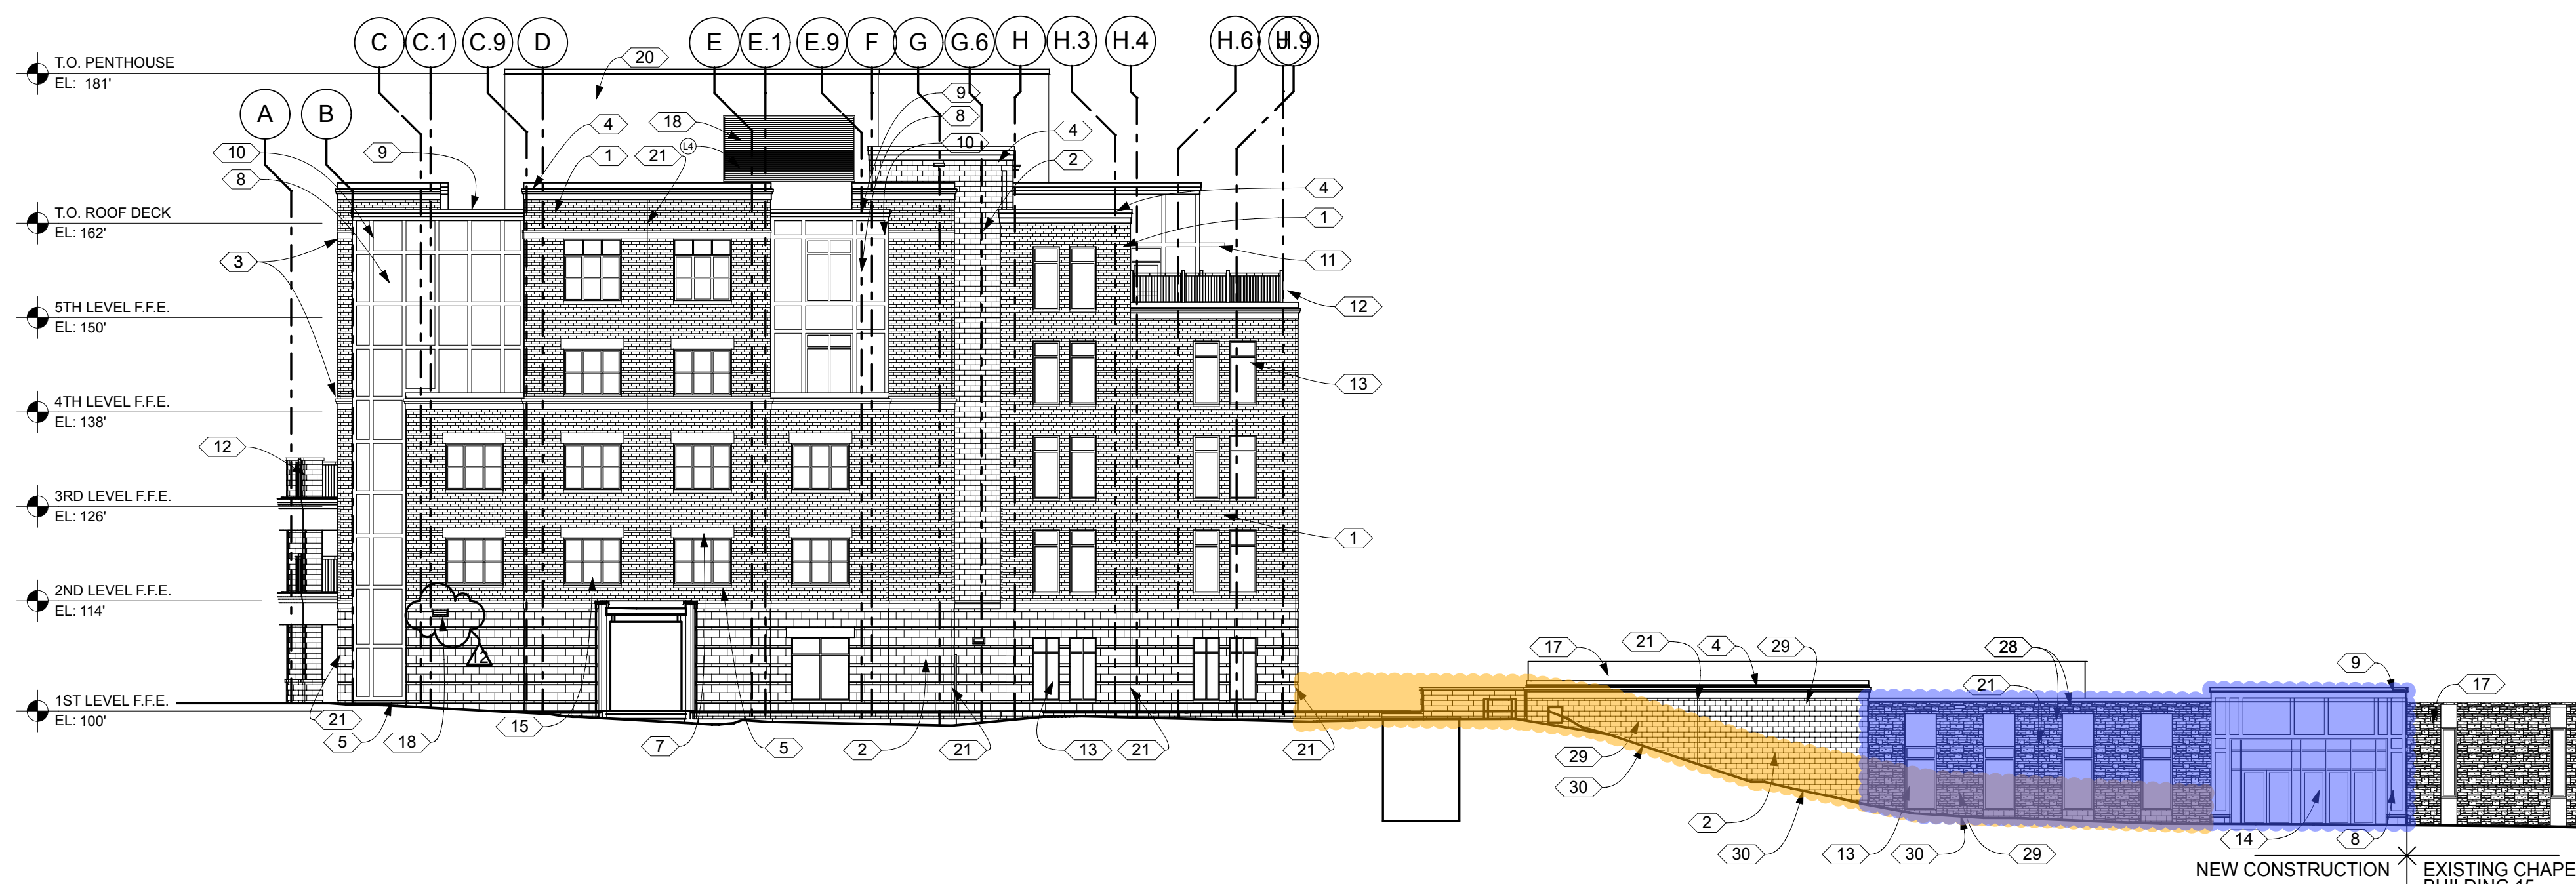 C C.1 C.9 D E E.1 E.9 F G G.6 H H.3 H.4 H.6 U.9
T.O. PENTHOUSE
EL: 181'
20
A B
9
8
10
4 18 4
10 9 1 21 L4 2
8
4
T.O. ROOF DECK
EL: 162'
1
3
11
5TH LEVEL F.F.E.
EL: 150'
12
13
4TH LEVEL F.F.E.
EL: 138'
12
3RD LEVEL F.F.E.
EL: 126'
1
2ND LEVEL F.F.E.
EL: 114'
12
17 21 4 29 28 9
21 17
1ST LEVEL F.F.E.
EL: 100'
21 5 18 15 7 5 2 21 13 21 21
29
30
2
30 13 30 29 14 8
NEW CONSTRUCTION EXISTING CHAPE
BUILDING 15